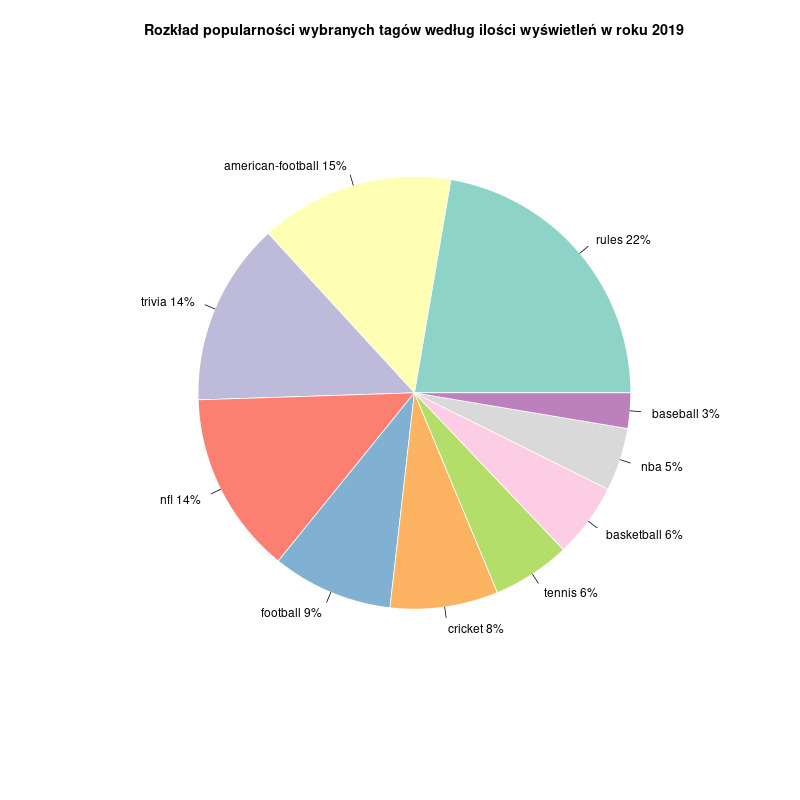 Rozkład popularności wybranych tagów według ilości wyświetleń w roku 2019
american-football 15%
rules 22%
trivia 14%
baseball 3%
nba 5%
nfl 14%
basketball 6%
tennis 6%
football 9%
cricket 8%